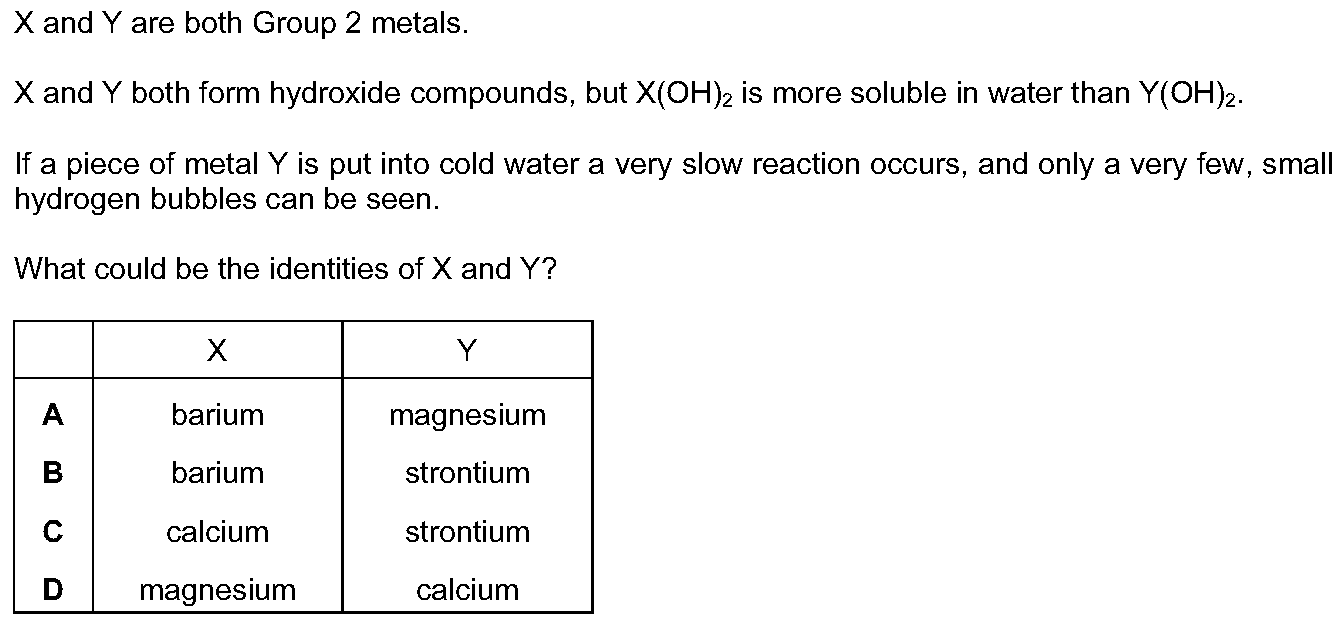 X and Y are both Group 2 metals.
X and Y both form hydroxide compounds, but X(OH)₂ is more soluble in water than Y(OH)₂.
If a piece of metal Y is put into cold water a very slow reaction occurs, and only a very few, small
hydrogen bubbles can be seen.
What could be the identities of X and Y?
X Y
A barium magnesium
B barium strontium
C calcium strontium
D magnesium calcium